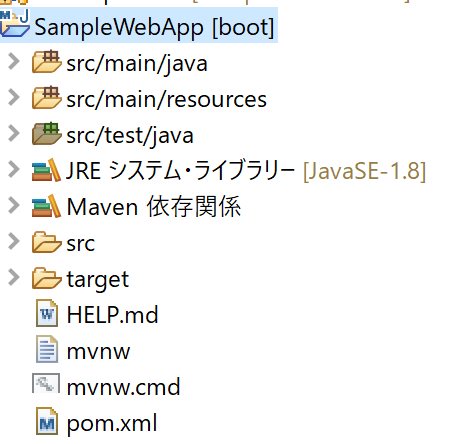 SampleWebApp [boot]
src/main/java
src/main/resources
src/test/java
JRE システム・ライブラリー [JavaSE-1.8]
Maven 依存関係
src
target
HELP.md
mvnw
mvnw.cmd
pom.xml